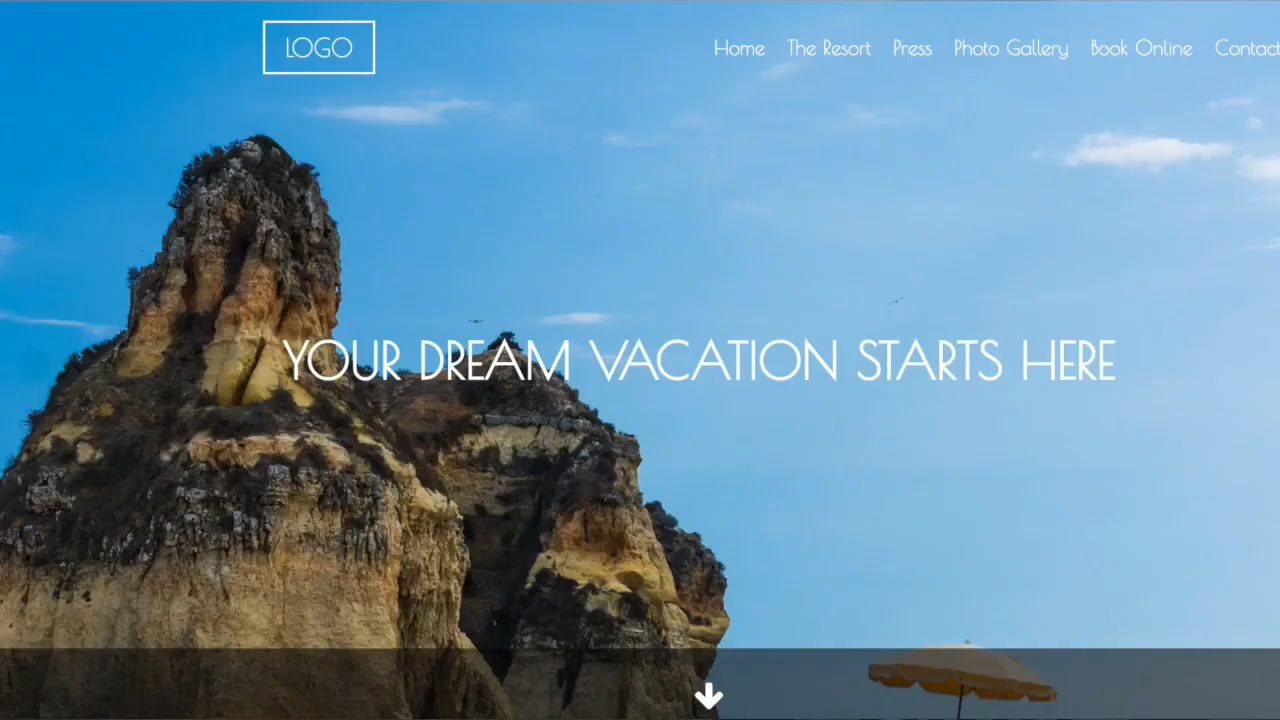 LOGO
Home The Resort Press Photo Gallery Book Online Contact
YOUR DREAM VACATION STARTS HERE